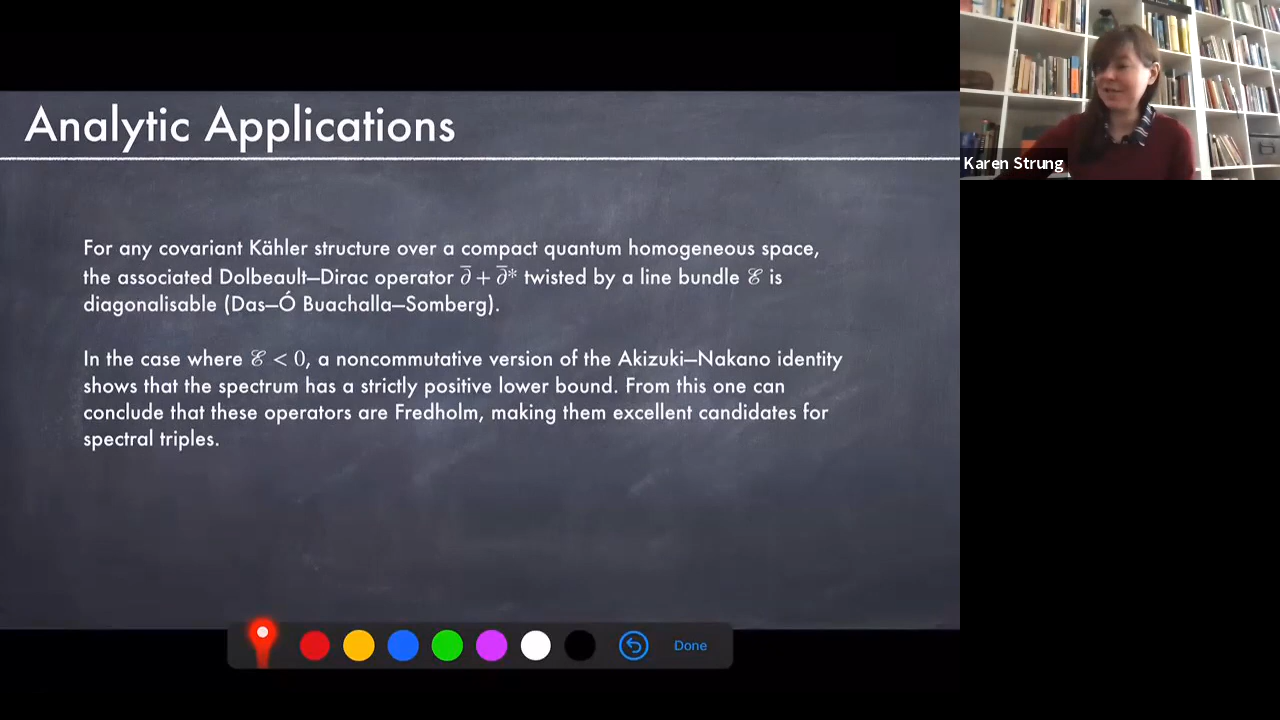 Analytic Applications
For any covariant Kähler structure over a compact quantum homogeneous space,
the associated Dolbeault–Dirac operator ∂̅ + ∂̅* twisted by a line bundle ℰ is
diagonalisable (Das–Ó Buachalla–Somberg).
In the case where ℰ < 0, a noncommutative version of the Akizuki–Nakano identity
shows that the spectrum has a strictly positive lower bound. From this one can
conclude that these operators are Fredholm, making them excellent candidates for
spectral triples.
Done
Karen Strung